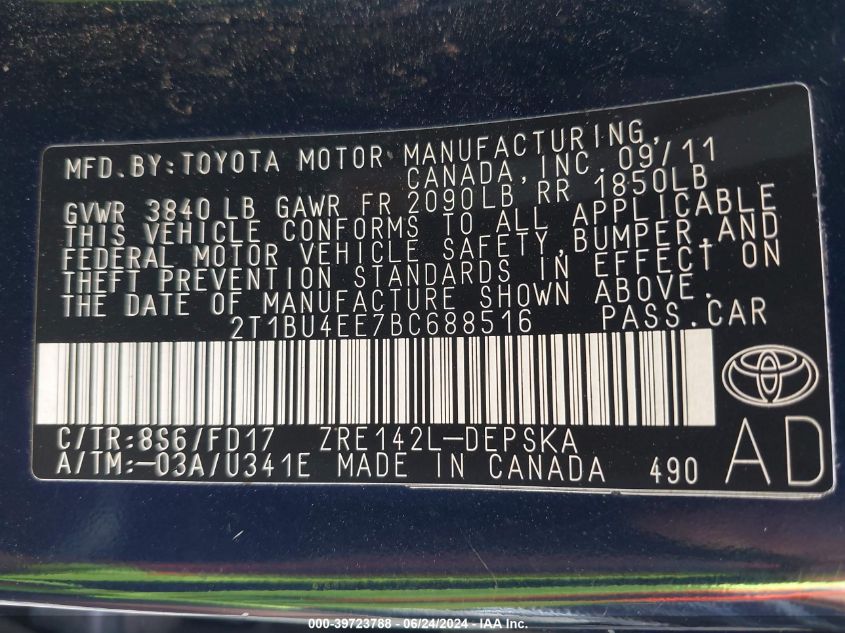 MFD.BY:TOYOTA MOTOR MANUFACTURING,
CANADA,INC. 09/11
GVWR 3840 LB GAWR FR 2090LB RR 1850LB
THIS VEHICLE CONFORMS TO ALL APPLICABLE
FEDERAL MOTOR VEHICLE SAFETY,BUMPER,AND
THEFT PREVENTION STANDARDS IN EFFECT ON
THE DATE OF MANUFACTURE SHOWN ABOVE.
2T1BU4EE7BC688516 PASS.CAR
C/TR:8S6/FD17 ZRE142L-DEPSKA
A/TM:-03A/U341E MADE IN CANADA 490
AD
000-39723788 - 06/24/2024 - IAA Inc.